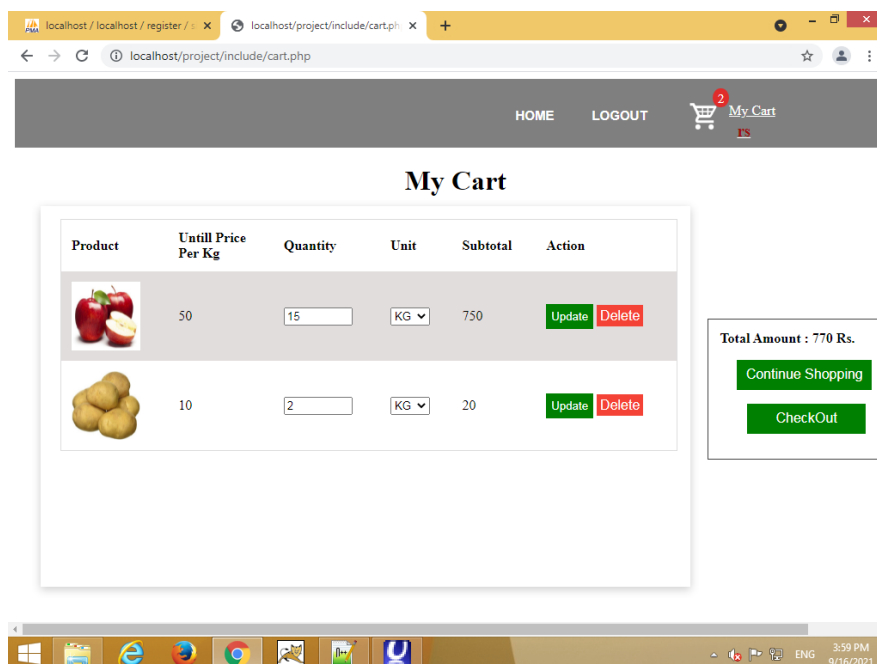 localhost / localhost / register / s
localhost/project/include/cart.ph
localhost/project/include/cart.php
HOME LOGOUT 2 My Cart
rs
My Cart
Product Untill Price Per Kg Quantity Unit Subtotal Action
50 15 KG 750 Update Delete
10 2 KG 20 Update Delete
Total Amount : 770 Rs.
Continue Shopping
CheckOut
ENG 3:59 PM
9/16/2021